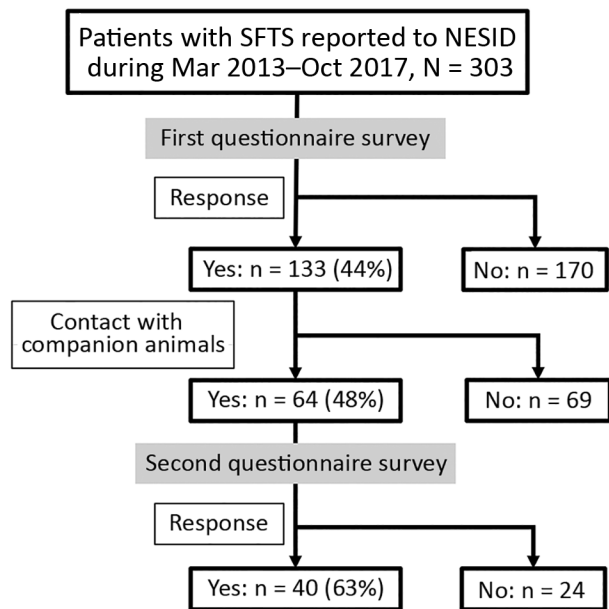 Patients with SFTS reported to NESID
during Mar 2013–Oct 2017, N = 303
First questionnaire survey
Response
Yes: n = 133 (44%)
No: n = 170
Contact with
companion animals
Yes: n = 64 (48%)
No: n = 69
Second questionnaire survey
Response
Yes: n = 40 (63%)
No: n = 24